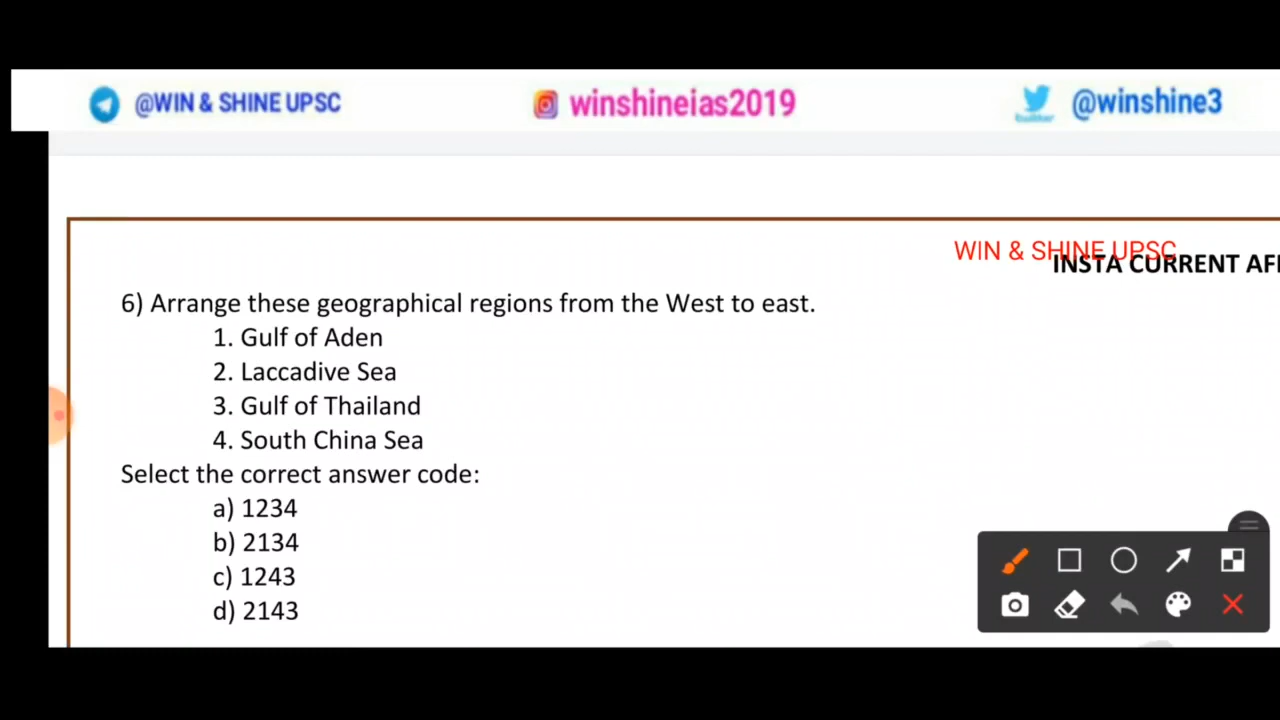 @WIN & SHINE UPSC winshineias2019 @winshine3
WIN & SHINE UPSC
INSTA CURRENT AFF
6) Arrange these geographical regions from the West to east.
1. Gulf of Aden
2. Laccadive Sea
3. Gulf of Thailand
4. South China Sea
Select the correct answer code:
a) 1234
b) 2134
c) 1243
d) 2143